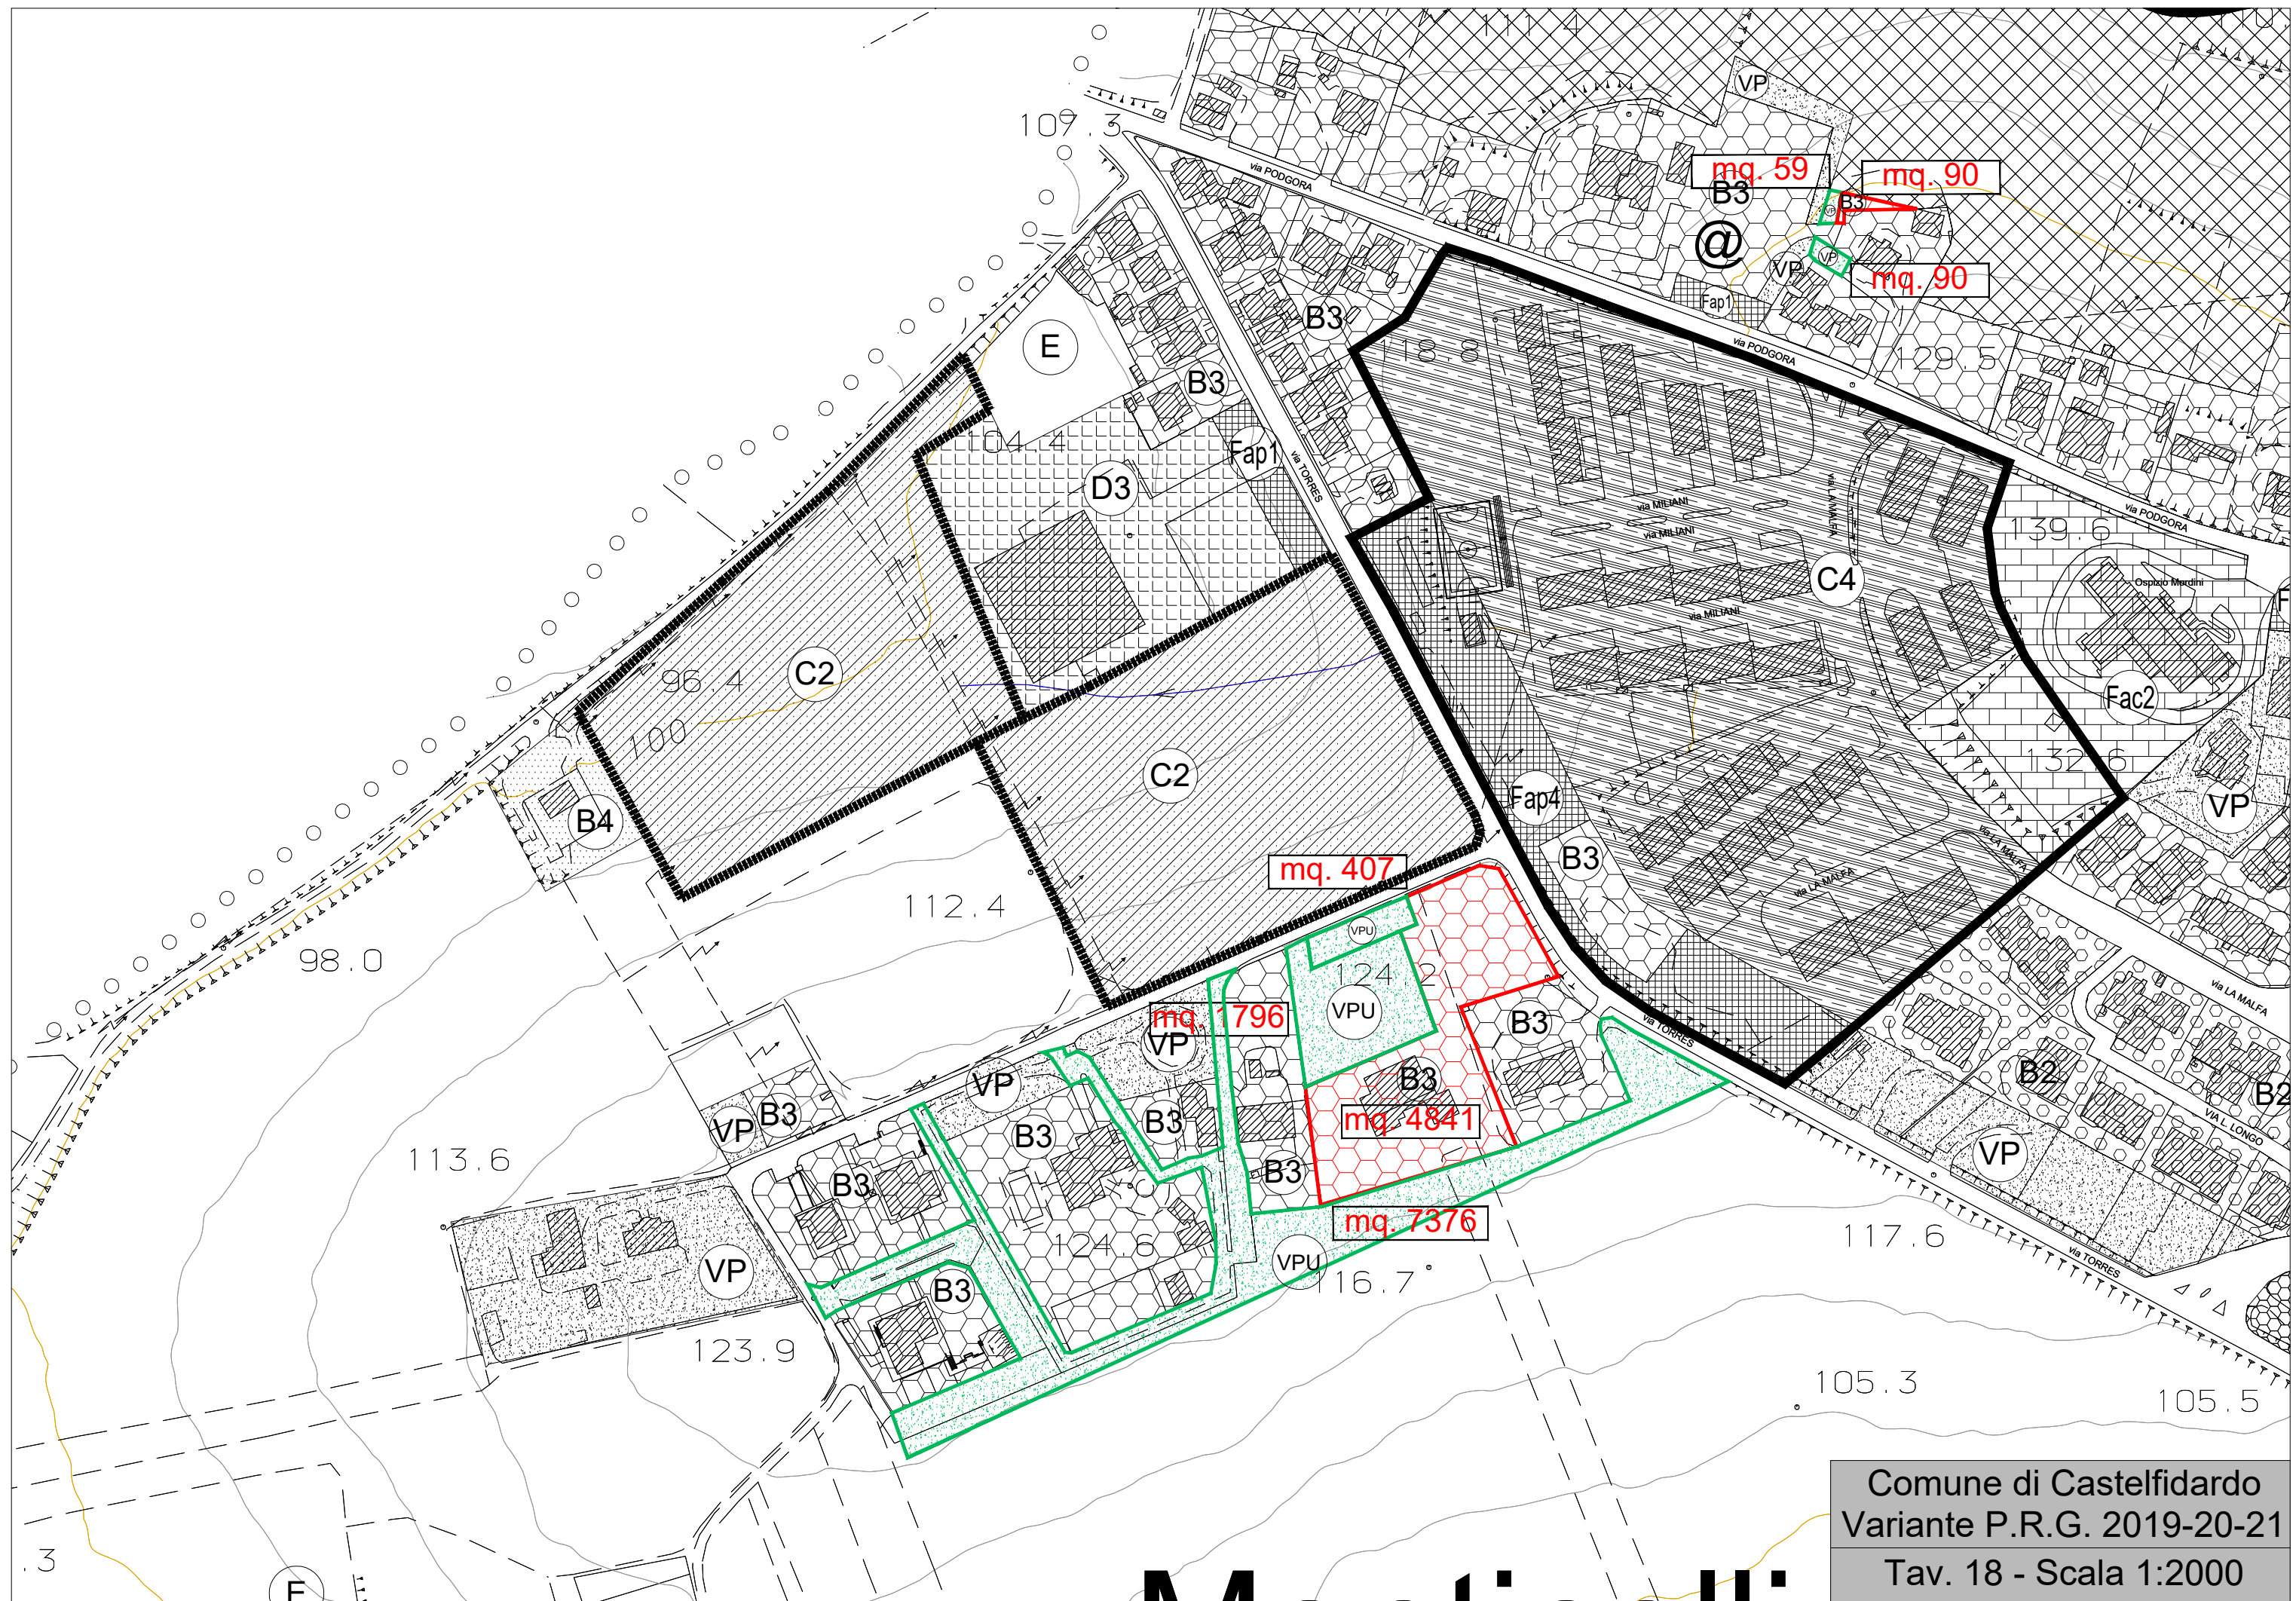 111.4
110
107.3
VP
via PODGORA
mq. 59
mq. 90
B3
B3
VP
@
VP
VP
mq. 90
Fap1
E
B3
118.8
via PODGORA
129.5
B3
104.4
Fap1
via TORRES
D3
via MILIANI
via LA MALFA
via PODGORA
via MILIANI
139.6
C4
Ospizio Mordini
F
via MILIANI
96.4
C2
100
Fac2
132.6
C2
Fap4
VP
B4
B3
via LA MALFA
mq. 407
via LA MALFA
112.4
VPU
98.0
124.2
via LA MALFA
VPU
mq. 1796
VP
B3
via TORRES
VP
B3
B2
B2
VP
B3
B3
B3
mq. 4841
VIA L. LONGO
113.6
VP
B3
B3
mq. 7376
117.6
124.6
VPU
via TORRES
VP
116.7
B3
123.9
105.3
105.5
Comune di Castelfidardo
Variante P.R.G. 2019-20-21
.3
Tav. 18 - Scala 1:2000